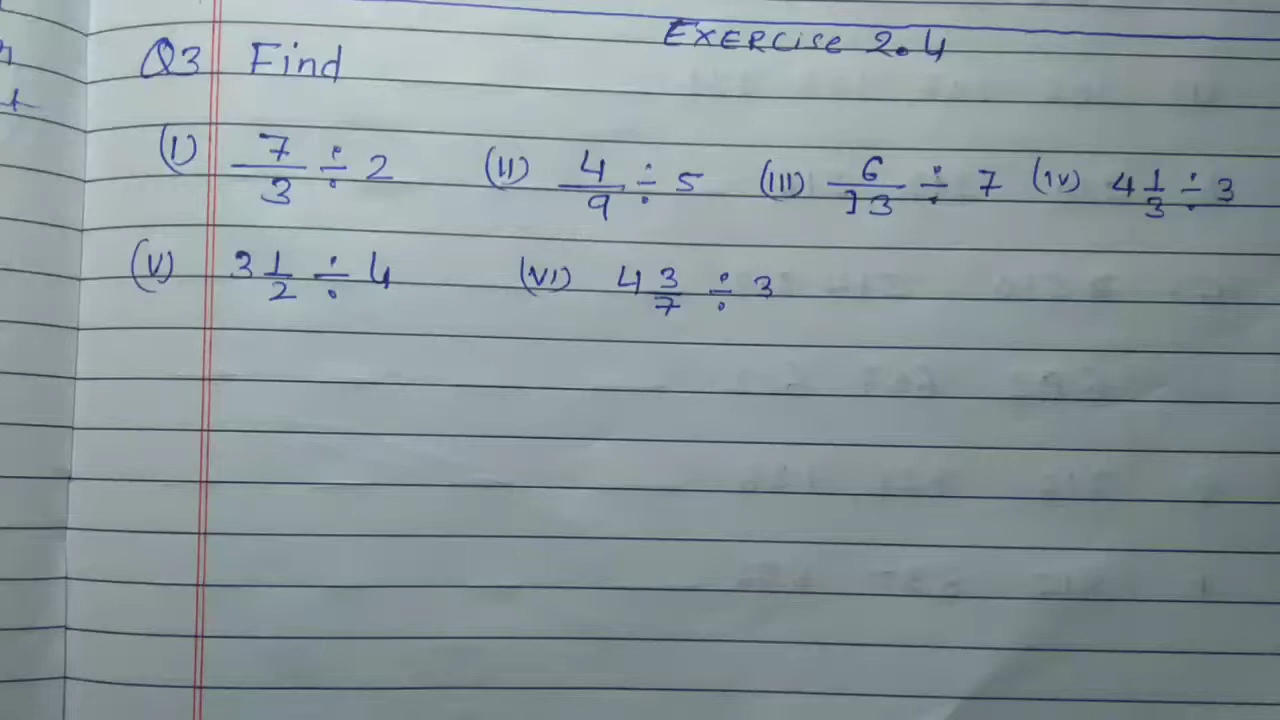 EXERCISE 2.4
Q3 Find
(I) 7/3 ÷ 2 (II) 4/9 ÷ 5 (III) 6/13 ÷ 7 (IV) 4 1/3 ÷ 3
(V) 3 1/2 ÷ 4 (VI) 4 3/7 ÷ 3